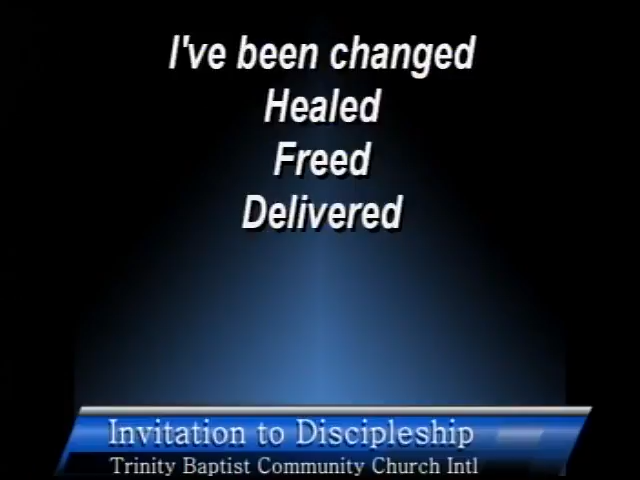 I've been changed
Healed
Freed
Delivered
Invitation to Discipleship
Trinity Baptist Community Church Intl